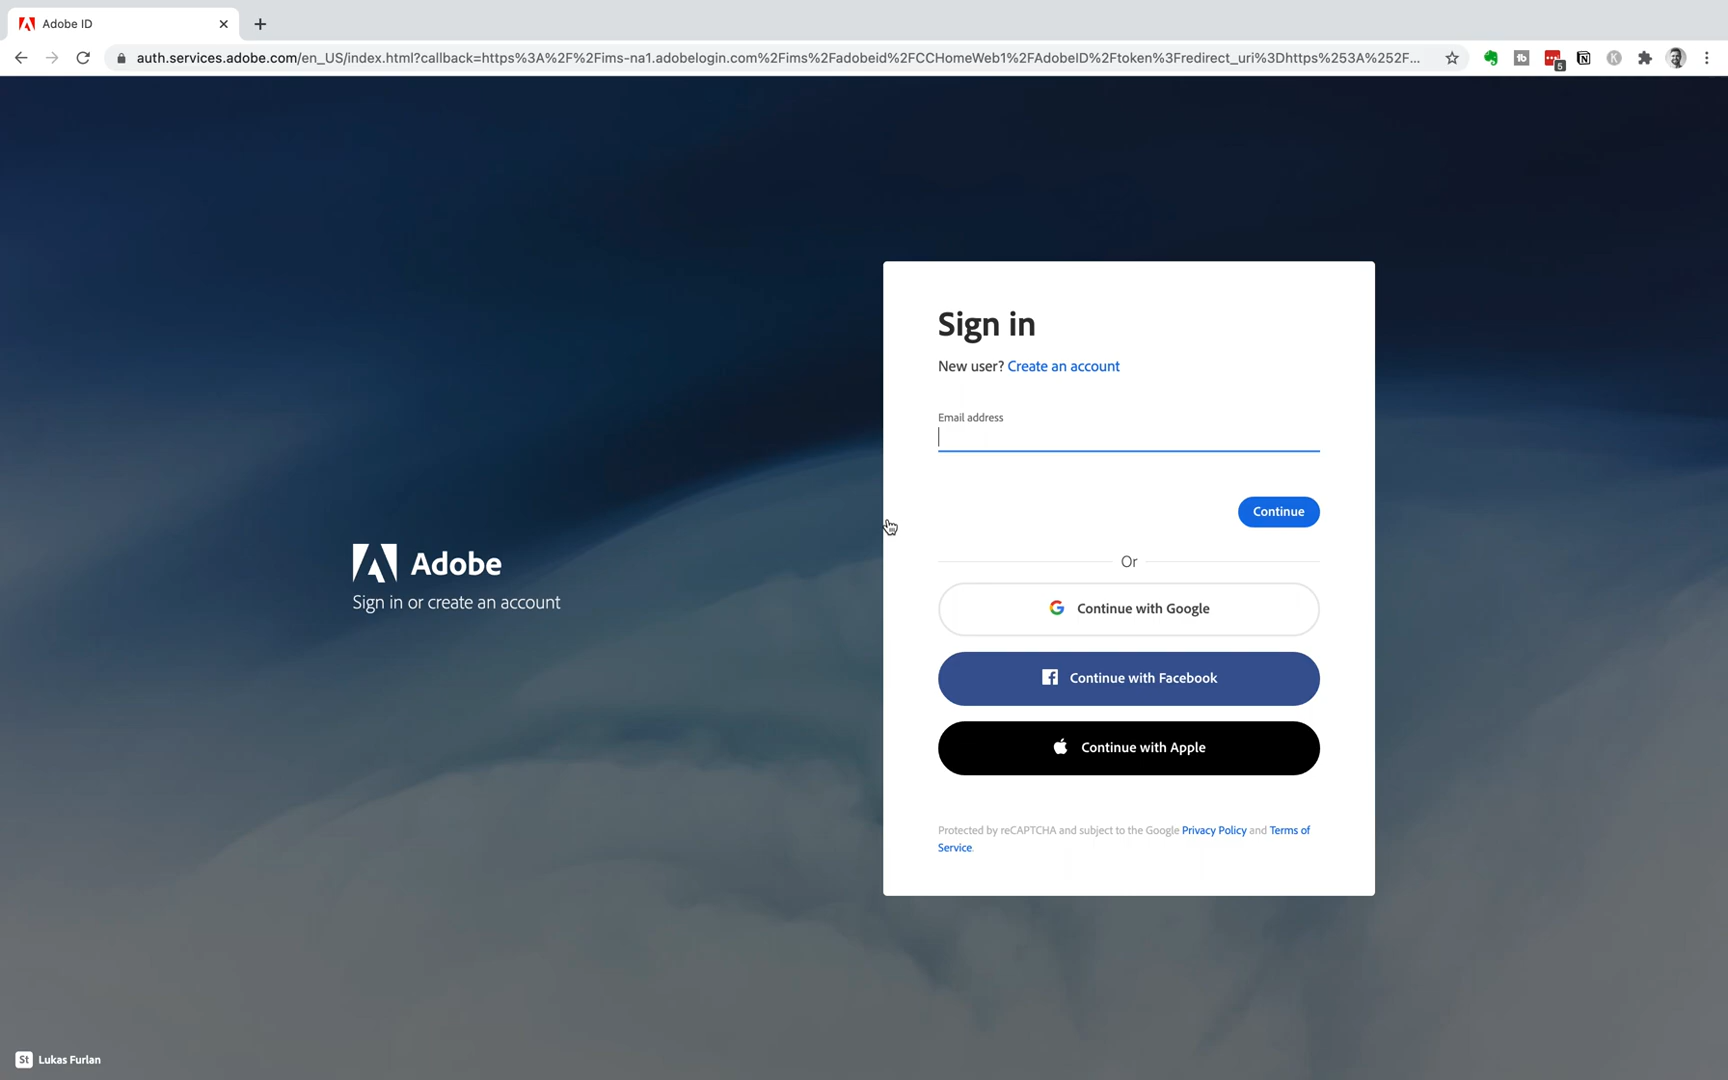 Adobe ID
auth.services.adobe.com/en_US/index.html?callback=https%3A%2F%2Fims-na1.adobelogin.com%2Fims%2Fadobeid%2FCCHomeWeb1%2FAdobeID%2Ftoken%3Fredirect_uri%3Dhttps%253A%252F...
5
Sign in
New user? Create an account
Email address
Continue
Or
Continue with Google
Continue with Facebook
Continue with Apple
Protected by reCAPTCHA and subject to the Google Privacy Policy and Terms of
Service.
Adobe
Sign in or create an account
St Lukas Furlan